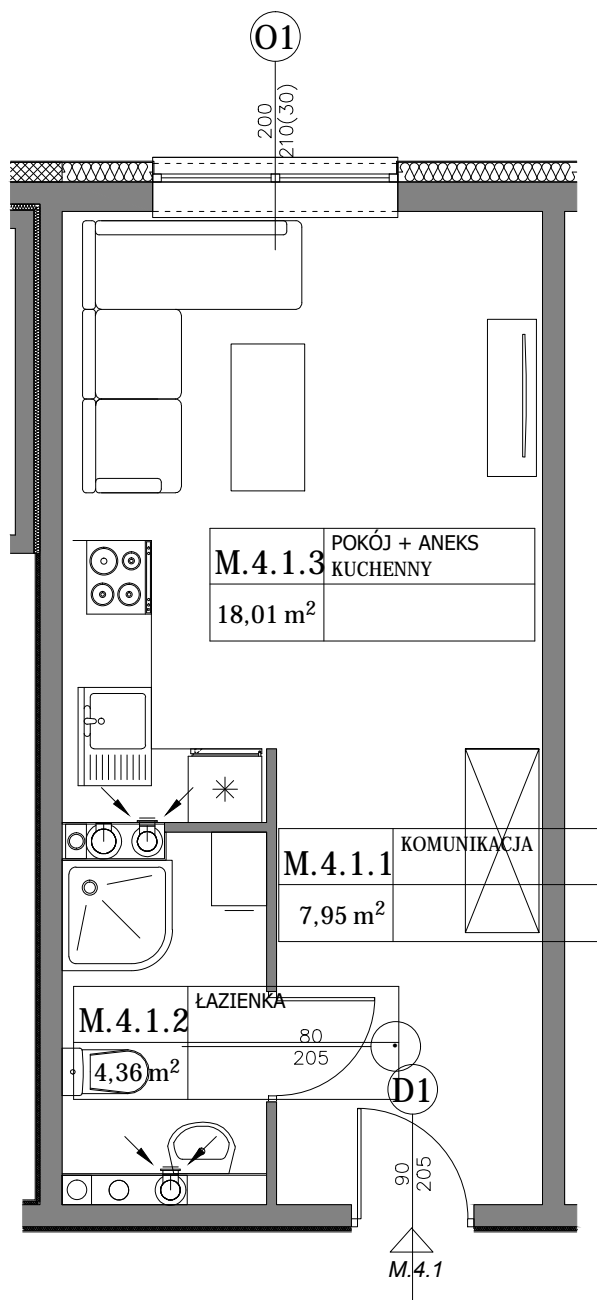 O1
200
210(30)
M.4.1.3
POKÓJ + ANEKS
KUCHENNY
18,01 m²
M.4.1.1
KOMUNIKACJA
7,95 m²
M.4.1.2
ŁAZIENKA
4,36 m²
80
205
D1
90
205
M.4.1